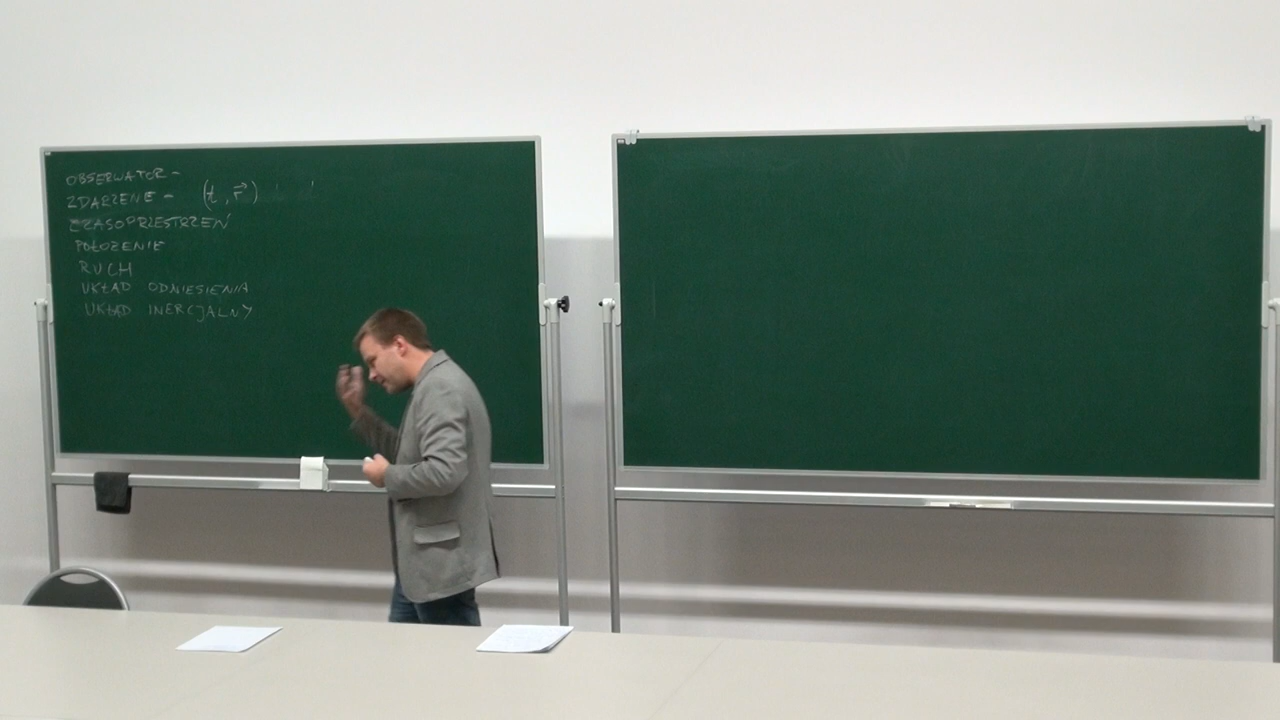 OBSERWATOR -
ZDARZENIE - (t, r⃗)
CZASOPRZESTRZEŃ
POŁOŻENIE
RUCH
UKŁAD ODNIESIENIA
UKŁAD INERCJALNY